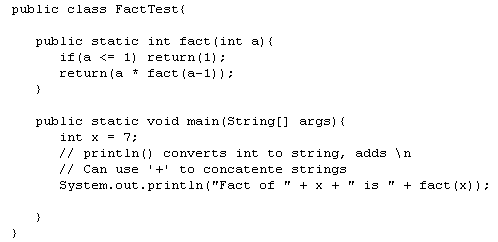 public class FactTest{
public static int fact(int a){
if(a <= 1) return(1);
return(a * fact(a-1));
}
public static void main(String[] args){
int x = 7;
// println() converts int to string, adds \n
// Can use '+' to concatente strings
System.out.println("Fact of " + x + " is " + fact(x));
}
}